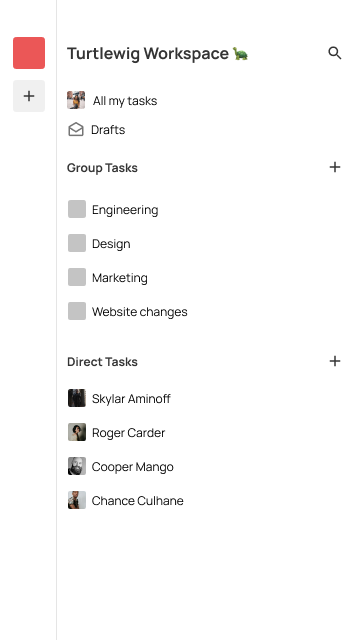 Turtlewig Workspace 🐢
All my tasks
Drafts
Group Tasks
Engineering
Design
Marketing
Website changes
Direct Tasks
Skylar Aminoff
Roger Carder
Cooper Mango
Chance Culhane